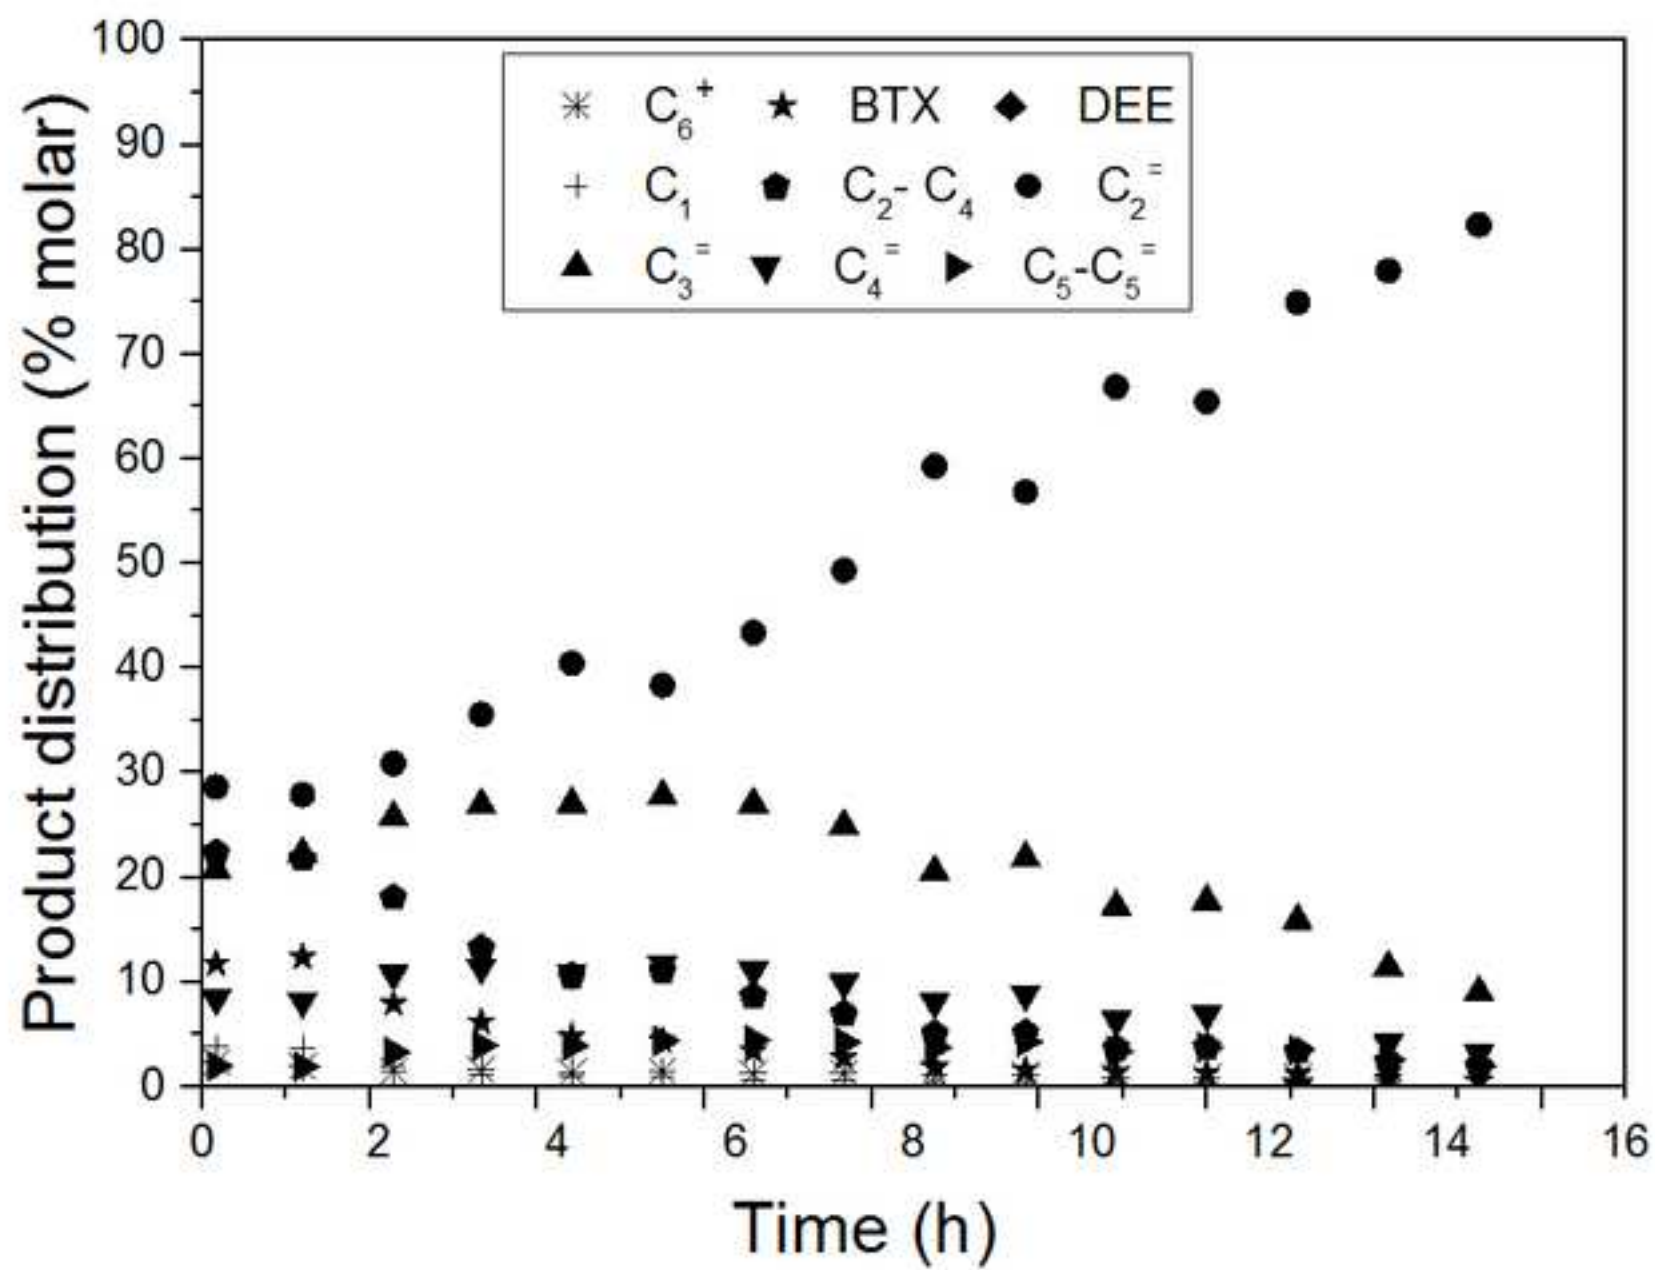 Product distribution (% molar)
100
90
80
70
60
50
40
30
20
10
0
C6+ BTX DEE
C1 C2- C4 C2=
C3= C4= C5-C5=
0 2 4 6 8 10 12 14 16
Time (h)